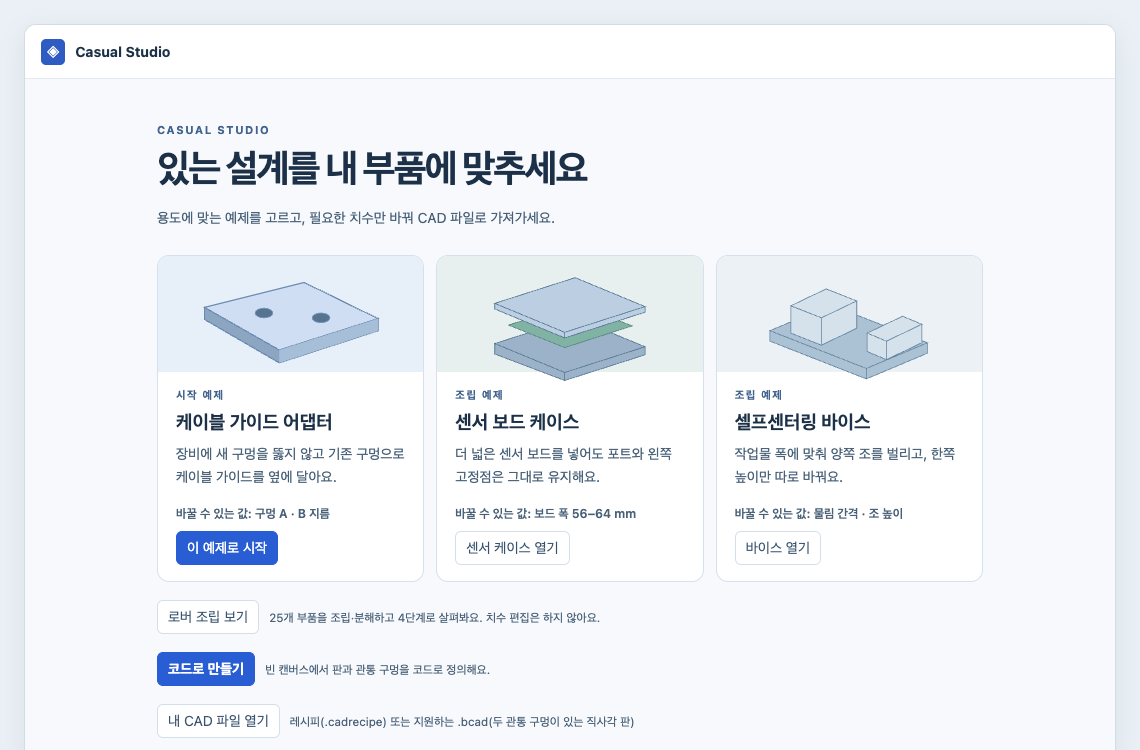 Casual Studio
CASUAL STUDIO
있는 설계를 내 부품에 맞추세요
용도에 맞는 예제를 고르고, 필요한 치수만 바꿔 CAD 파일로 가져가세요.
시작 예제
케이블 가이드 어댑터
장비에 새 구멍을 뚫지 않고 기존 구멍으로
케이블 가이드를 옆에 달아요.
바꿀 수 있는 값: 구멍 A · B 지름
이 예제로 시작
조립 예제
센서 보드 케이스
더 넓은 센서 보드를 넣어도 포트와 왼쪽
고정점은 그대로 유지해요.
바꿀 수 있는 값: 보드 폭 56–64 mm
센서 케이스 열기
조립 예제
셀프센터링 바이스
작업물 폭에 맞춰 양쪽 조를 벌리고, 한쪽
높이만 따로 바꿔요.
바꿀 수 있는 값: 물림 간격 · 조 높이
바이스 열기
로버 조립 보기 25개 부품을 조립·분해하고 4단계로 살펴봐요. 치수 편집은 하지 않아요.
코드로 만들기 빈 캔버스에서 판과 관통 구멍을 코드로 정의해요.
내 CAD 파일 열기 레시피(.cadrecipe) 또는 지원하는 .bcad(두 관통 구멍이 있는 직사각 판)